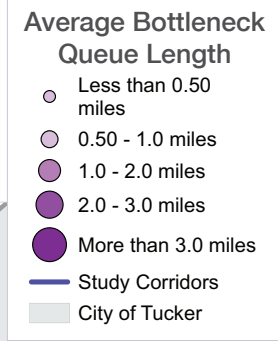 Average Bottleneck
Queue Length
Less than 0.50
miles
0.50 - 1.0 miles
1.0 - 2.0 miles
2.0 - 3.0 miles
More than 3.0 miles
Study Corridors
City of Tucker